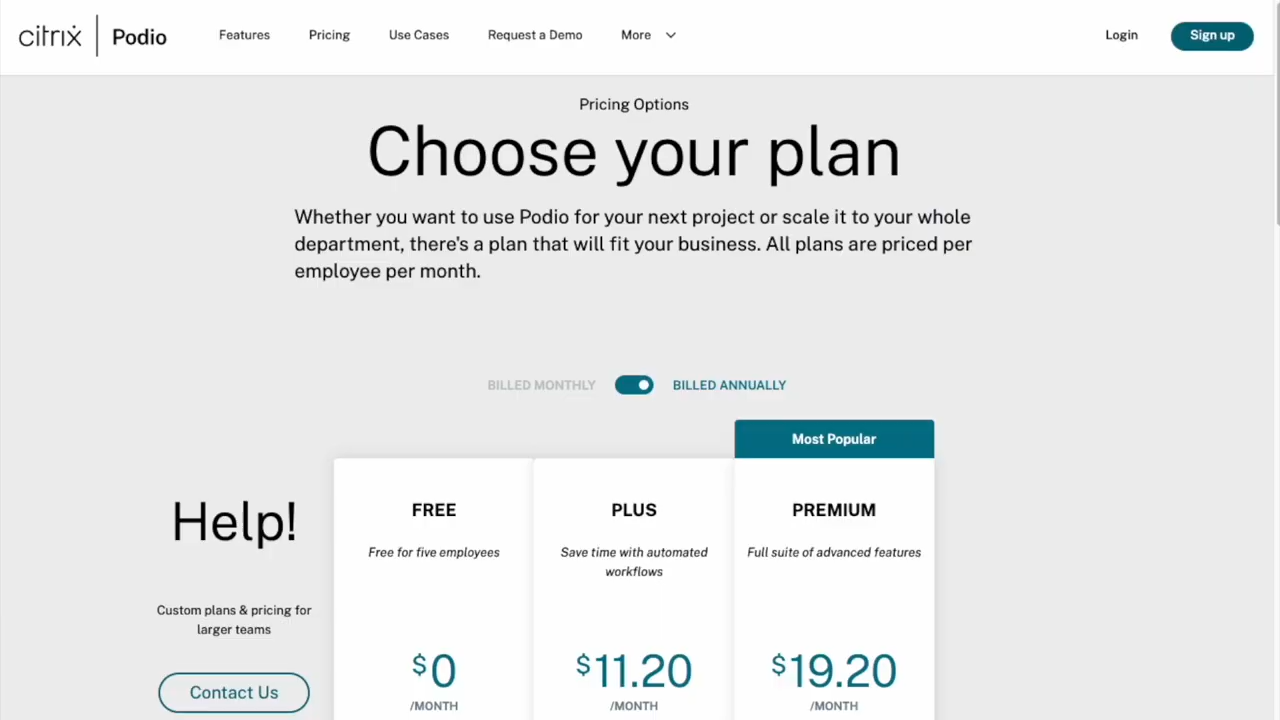 citrix | Podio
Features
Pricing
Use Cases
Request a Demo
More
Login
Sign up
Pricing Options
Choose your plan
Whether you want to use Podio for your next project or scale it to your whole
department, there's a plan that will fit your business. All plans are priced per
employee per month.
BILLED MONTHLY
BILLED ANNUALLY
Help!
Custom plans & pricing for
larger teams
Contact Us
FREE
Free for five employees
$0
/MONTH
PLUS
Save time with automated
workflows
$11.20
/MONTH
Most Popular
PREMIUM
Full suite of advanced features
$19.20
/MONTH